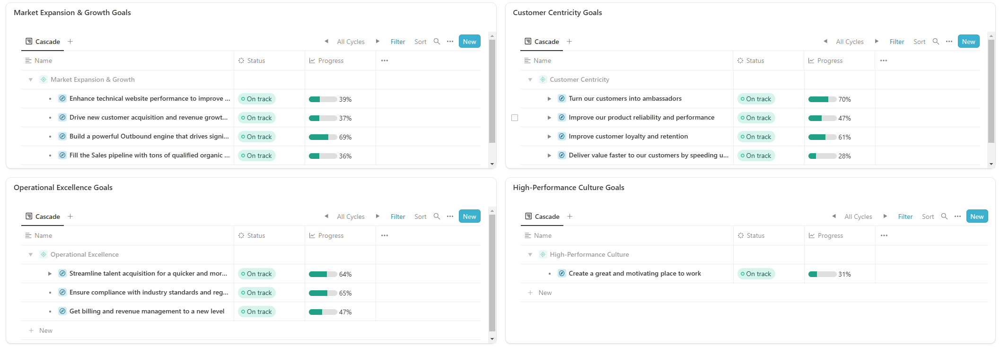 Market Expansion & Growth Goals
Cascade
All Cycles Filter Sort ... New
Name Status Progress ...
Market Expansion & Growth
Enhance technical website performance to improve ... On track 39%
Drive new customer acquisition and revenue growt... On track 37%
Build a powerful Outbound engine that drives signi... On track 69%
Fill the Sales pipeline with tons of qualified organic ... On track 36%
Customer Centricity Goals
Cascade
All Cycles Filter Sort ... New
Name Status Progress ...
Customer Centricity
Turn our customers into ambassadors On track 70%
Improve our product reliability and performance On track 47%
Improve customer loyalty and retention On track 61%
Deliver value faster to our customers by speeding u... On track 28%
Operational Excellence Goals
Cascade
All Cycles Filter Sort ... New
Name Status Progress ...
Operational Excellence
Streamline talent acquisition for a quicker and mor... On track 64%
Ensure compliance with industry standards and reg... On track 65%
Get billing and revenue management to a new level On track 47%
New
High-Performance Culture Goals
Cascade
All Cycles Filter Sort ... New
Name Status Progress ...
High-Performance Culture
Create a great and motivating place to work On track 31%
New